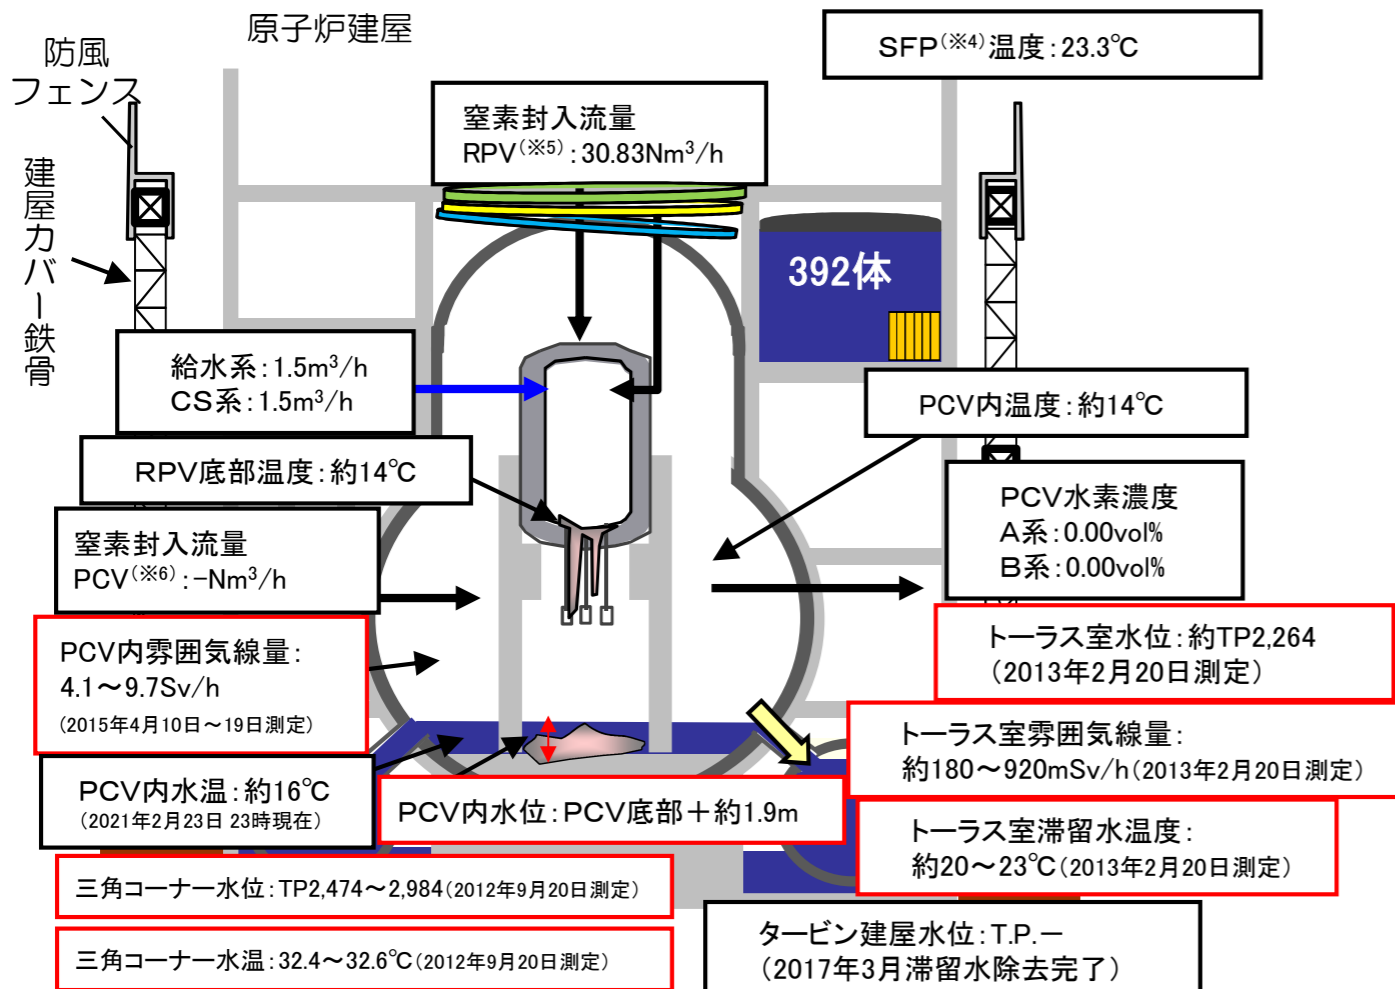 原子炉建屋
防風
フェンス
建屋カバー鉄骨
SFP(※4)温度:23.3℃
窒素封入流量
RPV(※5):30.83Nm³/h
392体
給水系:1.5m³/h
CS系:1.5m³/h
PCV内温度:約14℃
RPV底部温度:約14℃
PCV水素濃度
A系:0.00vol%
B系:0.00vol%
窒素封入流量
PCV(※6):-Nm³/h
PCV内雰囲気線量:
4.1~9.7Sv/h
(2015年4月10日~19日測定)
トーラス室水位:約TP2,264
(2013年2月20日測定)
トーラス室雰囲気線量:
約180~920mSv/h(2013年2月20日測定)
PCV内水温:約16℃
(2021年2月23日 23時現在)
PCV内水位:PCV底部+約1.9m
トーラス室滞留水温度:
約20~23℃(2013年2月20日測定)
三角コーナー水位:TP2,474~2,984(2012年9月20日測定)
三角コーナー水温:32.4~32.6℃(2012年9月20日測定)
タービン建屋水位:T.P.ー
(2017年3月滞留水除去完了)